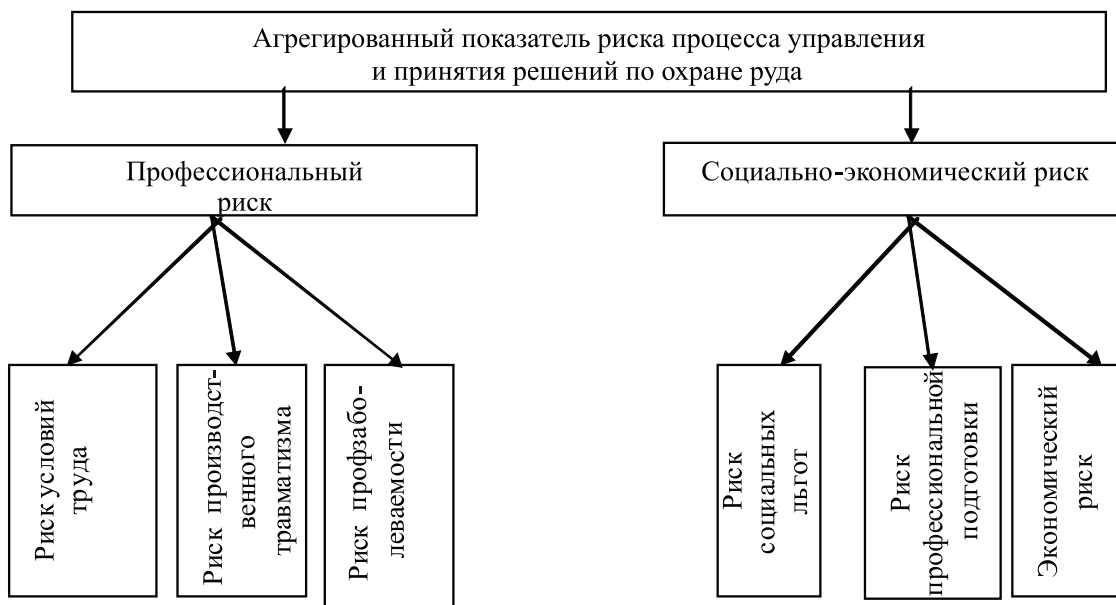 Агрегированный показатель риска процесса управления
и принятия решений по охране руда
Профессиональный
риск
Социально-экономический риск
Риск условий
труда
Риск производст-
венного
травматизма
Риск профзабо-
леваемости
Риск
социальных
льгот
Риск
профессиональной
подготовки
Экономический
риск